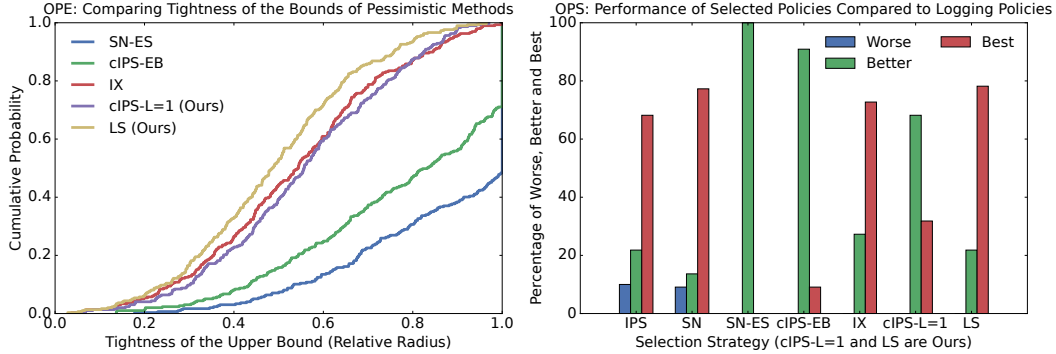 OPE: Comparing Tightness of the Bounds of Pessimistic Methods
Cumulative Probability
1.0
0.8
0.6
0.4
0.2
0.0
SN-ES
cIPS-EB
IX
cIPS-L=1 (Ours)
LS (Ours)
0.0 0.2 0.4 0.6 0.8 1.0
Tightness of the Upper Bound (Relative Radius)
OPS: Performance of Selected Policies Compared to Logging Policies
Percentage of Worse, Better and Best
100
80
60
40
20
0
Worse
Better
Best
IPS SN SN-ES cIPS-EB IX cIPS-L=1 LS
Selection Strategy (cIPS-L=1 and LS are Ours)